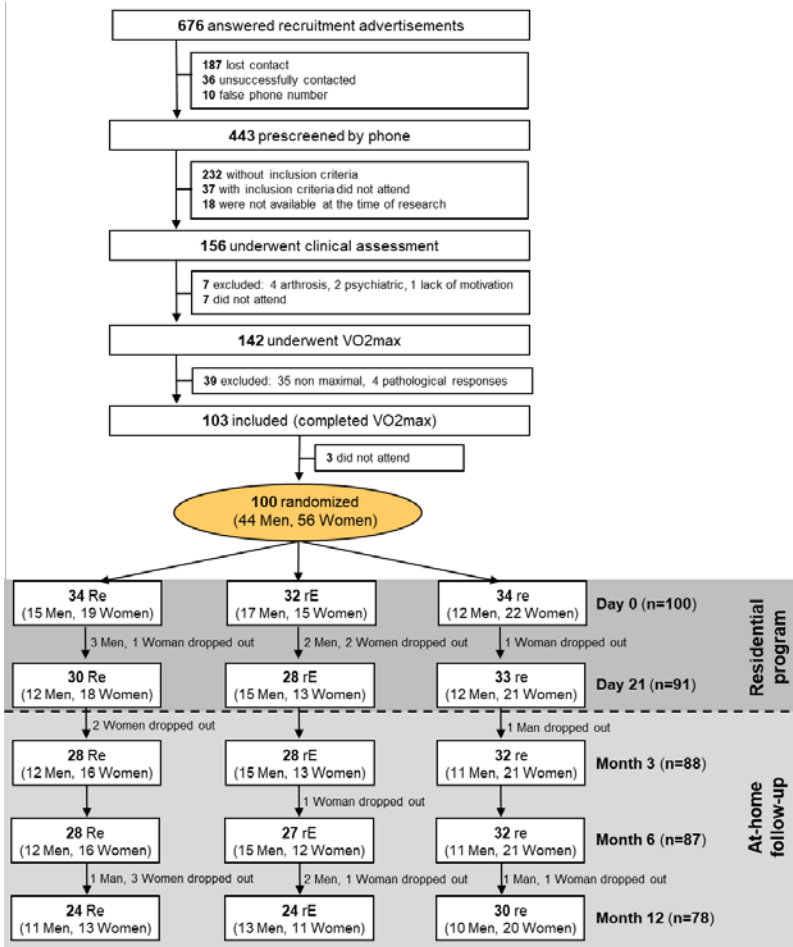 676 answered recruitment advertisements
187 lost contact
36 unsuccessfully contacted
10 false phone number
443 prescreened by phone
232 without inclusion criteria
37 with inclusion criteria did not attend
18 were not available at the time of research
156 underwent clinical assessment
7 excluded: 4 arthrosis, 2 psychiatric, 1 lack of motivation
7 did not attend
142 underwent VO2max
39 excluded: 35 non maximal, 4 pathological responses
103 included (completed VO2max)
3 did not attend
100 randomized
(44 Men, 56 Women)
34 Re
(15 Men, 19 Women)
32 rE
(17 Men, 15 Women)
34 re
(12 Men, 22 Women)
Day 0 (n=100)
3 Men, 1 Woman dropped out
2 Men, 2 Women dropped out
1 Woman dropped out
30 Re
(12 Men, 18 Women)
28 rE
(15 Men, 13 Women)
33 re
(12 Men, 21 Women)
Day 21 (n=91)
Residential
program
2 Women dropped out
1 Man dropped out
28 Re
(12 Men, 16 Women)
28 rE
(15 Men, 13 Women)
32 re
(11 Men, 21 Women)
Month 3 (n=88)
1 Woman dropped out
28 Re
(12 Men, 16 Women)
27 rE
(15 Men, 12 Women)
32 re
(11 Men, 21 Women)
Month 6 (n=87)
1 Man, 3 Women dropped out
2 Men, 1 Woman dropped out
1 Man, 1 Woman dropped out
24 Re
(11 Men, 13 Women)
24 rE
(13 Men, 11 Women)
30 re
(10 Men, 20 Women)
Month 12 (n=78)
At-home
follow-up